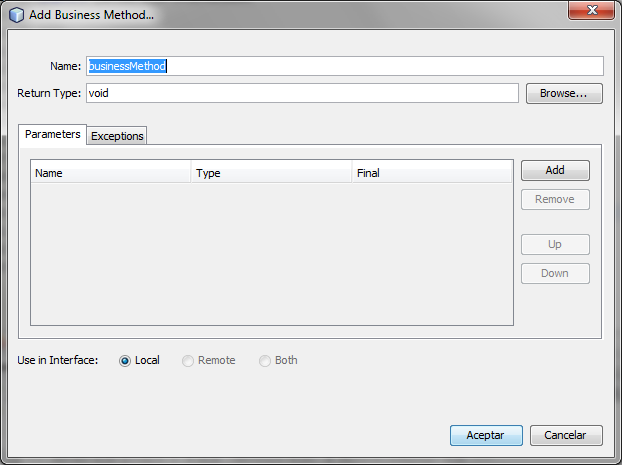 Add Business Method...
Name: businessMethod
Return Type: void Browse...
Parameters Exceptions
Name Type Final
Add
Remove
Up
Down
Use in Interface: Local Remote Both
Aceptar Cancelar